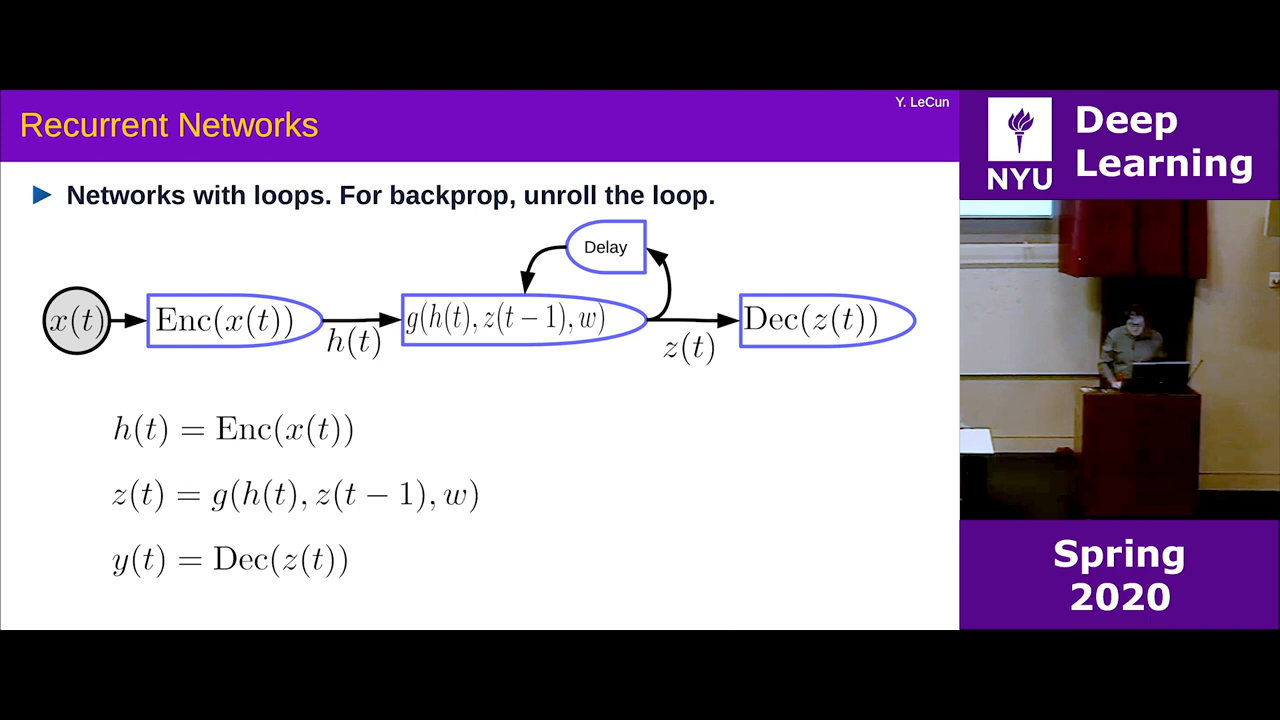 Y. LeCun
Recurrent Networks
Networks with loops. For backprop, unroll the loop.
Delay
x(t)
Enc(x(t))
h(t)
g(h(t), z(t − 1), w)
z(t)
Dec(z(t))
h(t) = Enc(x(t))
z(t) = g(h(t), z(t − 1), w)
y(t) = Dec(z(t))
NYU
Deep
Learning
Spring
2020